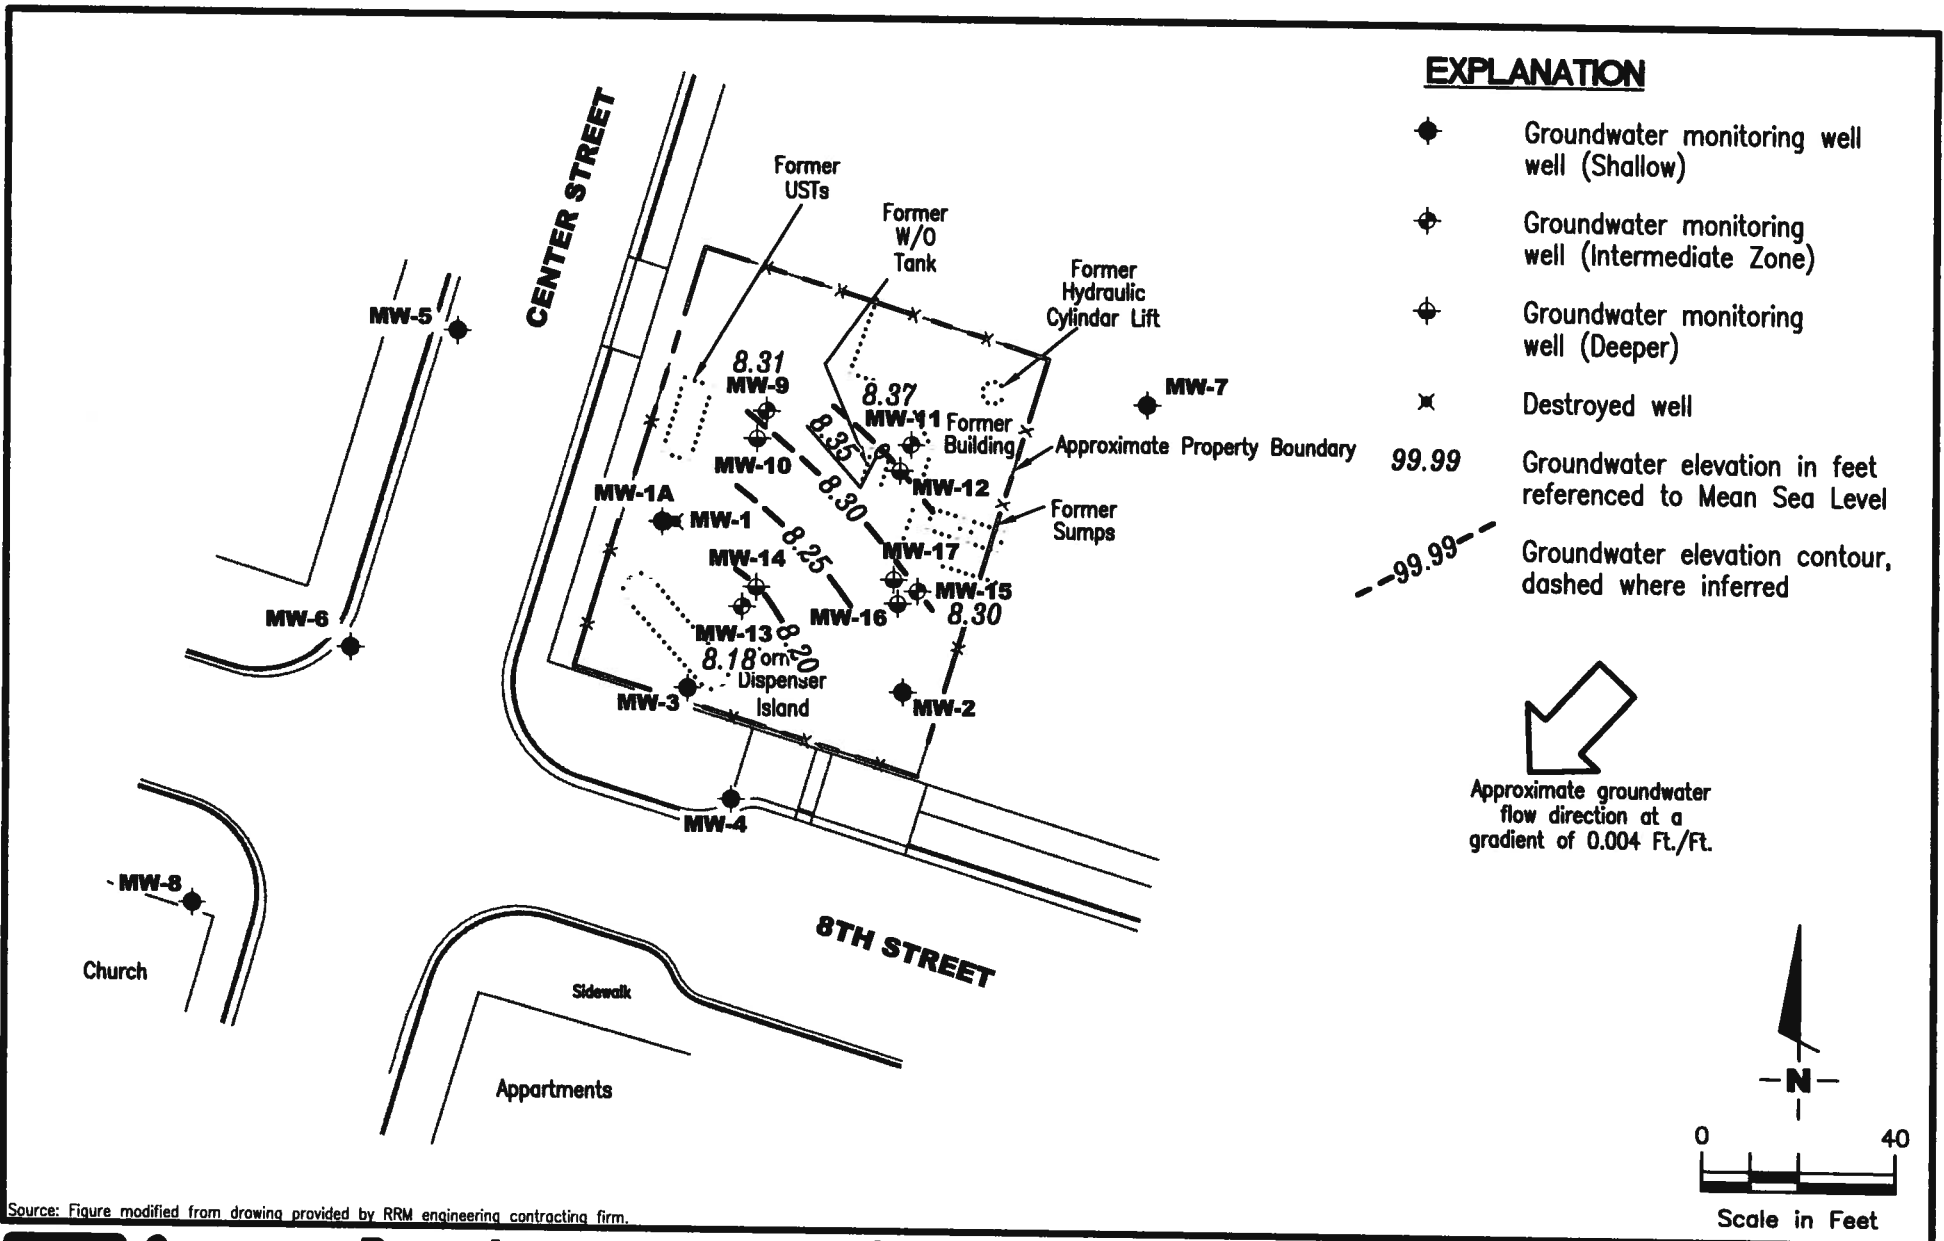 EXPLANATION
Groundwater monitoring well
well (Shallow)
Groundwater monitoring
well (Intermediate Zone)
Groundwater monitoring
well (Deeper)
Destroyed well
99.99
Groundwater elevation in feet
referenced to Mean Sea Level
99.99
Groundwater elevation contour,
dashed where inferred
Approximate groundwater
flow direction at a
gradient of 0.004 Ft./Ft.
N
0 40
Scale in Feet
CENTER STREET
Former
USTs
Former
W/O
Tank
Former
Hydraulic
Cylindar Lift
MW-5
MW-7
8.31
MW-9
8.37
MW-11
Former
Building
Approximate Property Boundary
8.35
MW-10
8.30
MW-12
MW-1A
MW-1
Former
Sumps
8.25
MW-14
MW-17
MW-15
8.30
MW-16
MW-6
MW-13
8.20
8.18
Dispenser
Island
MW-3
MW-2
MW-4
MW-8
8TH STREET
Church
Sidewalk
Appartments
Source: Figure modified from drawing provided by RRM engineering contracting firm.